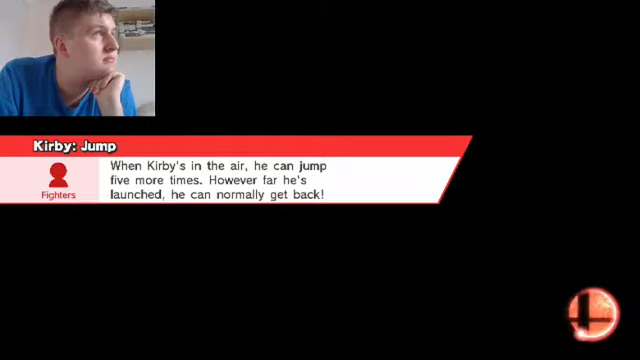 Kirby: Jump
Fighters
When Kirby's in the air, he can jump
five more times. However far he's
launched, he can normally get back!